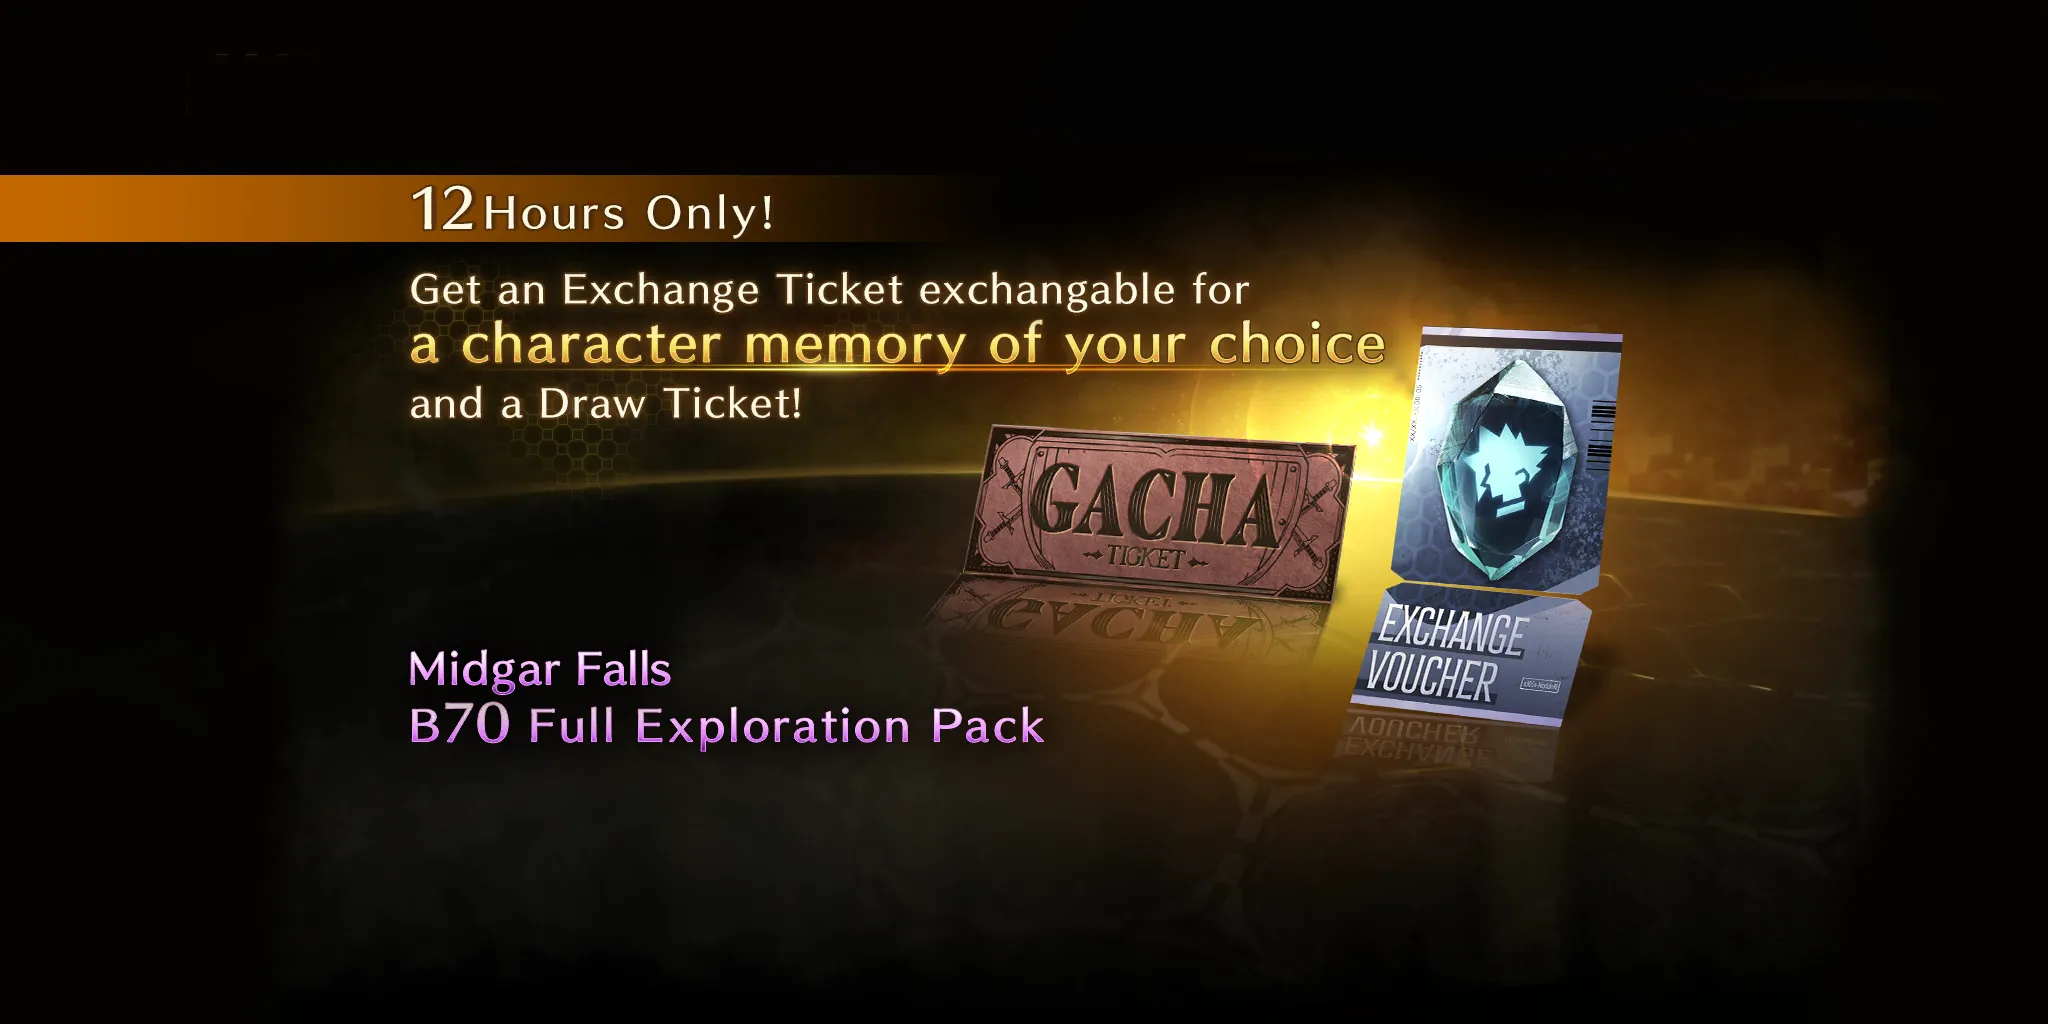 12 Hours Only!
Get an Exchange Ticket exchangable for
a character memory of your choice
and a Draw Ticket!
GACHA
TICKET
EXCHANGE
VOUCHER
Midgar Falls
B70 Full Exploration Pack